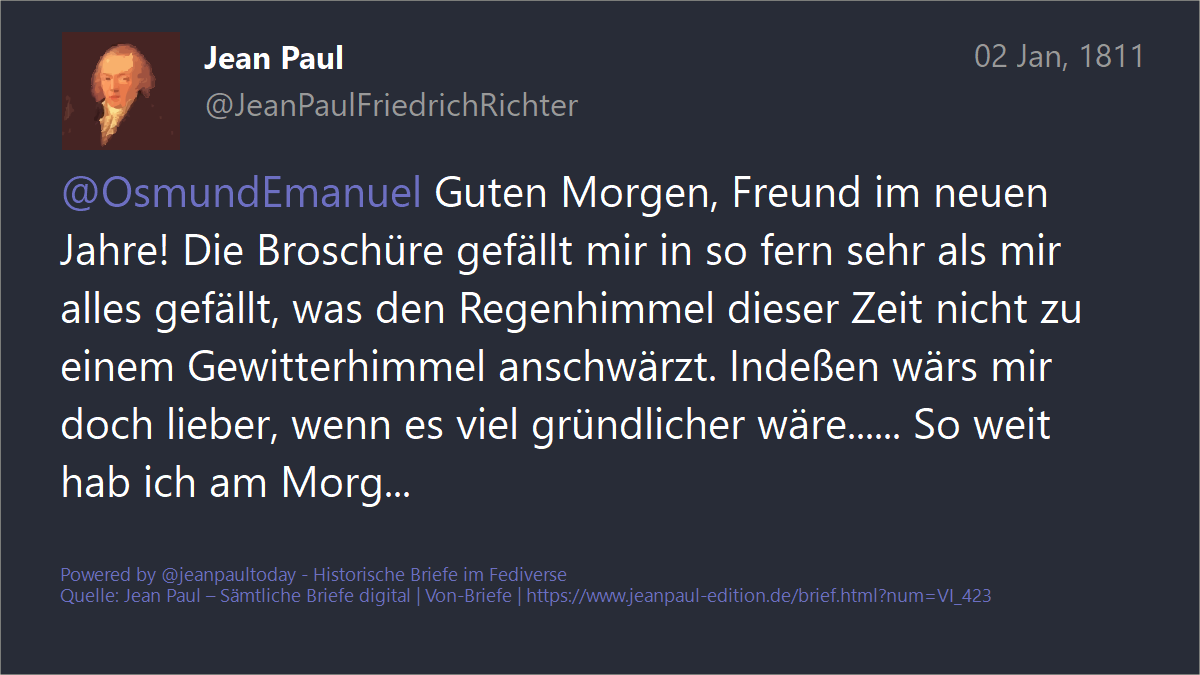 Jean Paul
02 Jan, 1811
@JeanPaulFriedrichRichter
@OsmundEmanuel Guten Morgen, Freund im neuen
Jahre! Die Broschüre gefällt mir in so fern sehr als mir
alles gefällt, was den Regenhimmel dieser Zeit nicht zu
einem Gewitterhimmel anschwärzt. Indeßen wärs mir
doch lieber, wenn es viel gründlicher wäre...... So weit
hab ich am Morg...
Powered by @jeanpaultoday - Historische Briefe im Fediverse
Quelle: Jean Paul – Sämtliche Briefe digital | Von-Briefe | https://www.jeanpaul-edition.de/brief.html?num=VI_423